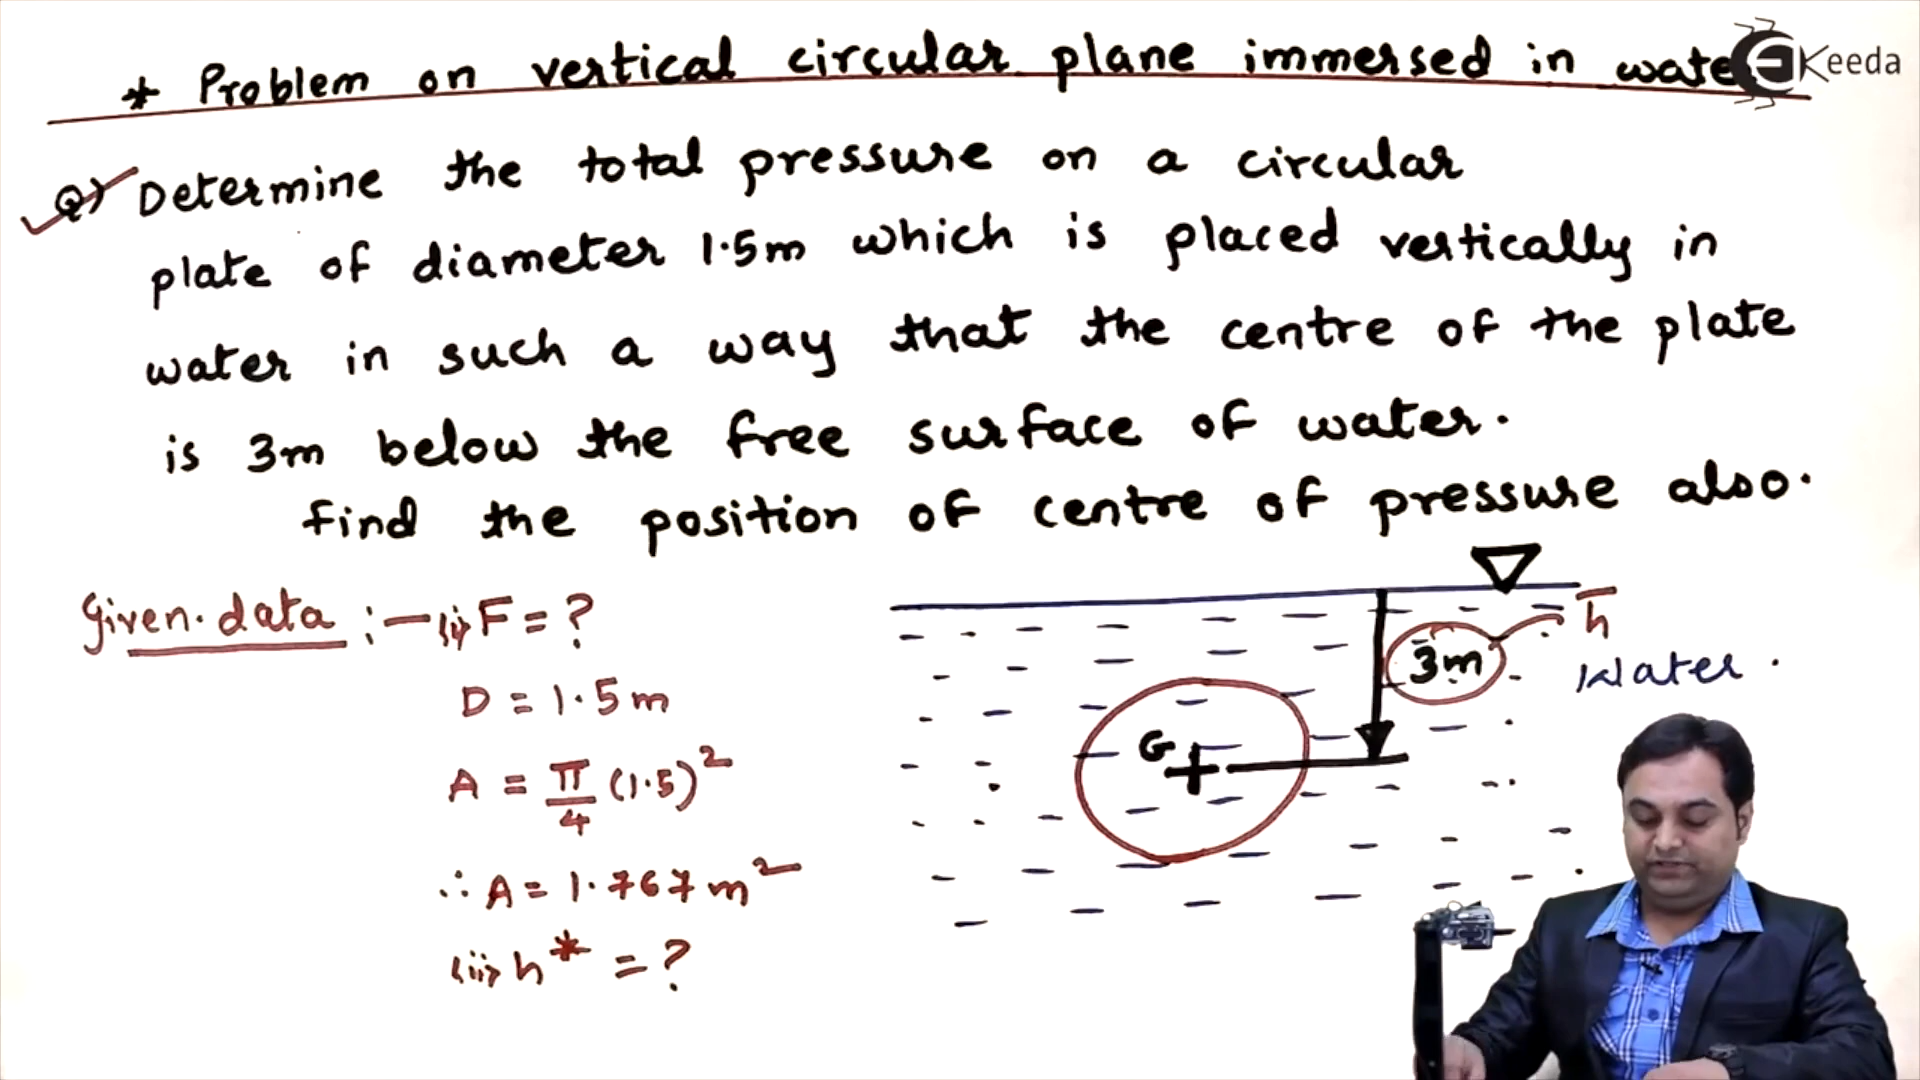 * Problem on vertical circular plane immersed in wate
Keeda
Q) Determine the total pressure on a circular
plate of diameter 1.5m which is placed vertically in
water in such a way that the centre of the plate
is 3m below the free surface of water.
Find the position of centre of pressure also.
Given data :- (i) F = ?
D = 1.5 m
A = π/4 (1.5)²
∴ A = 1.767 m²
(ii) h* = ?
h̄
3m
Water.
G